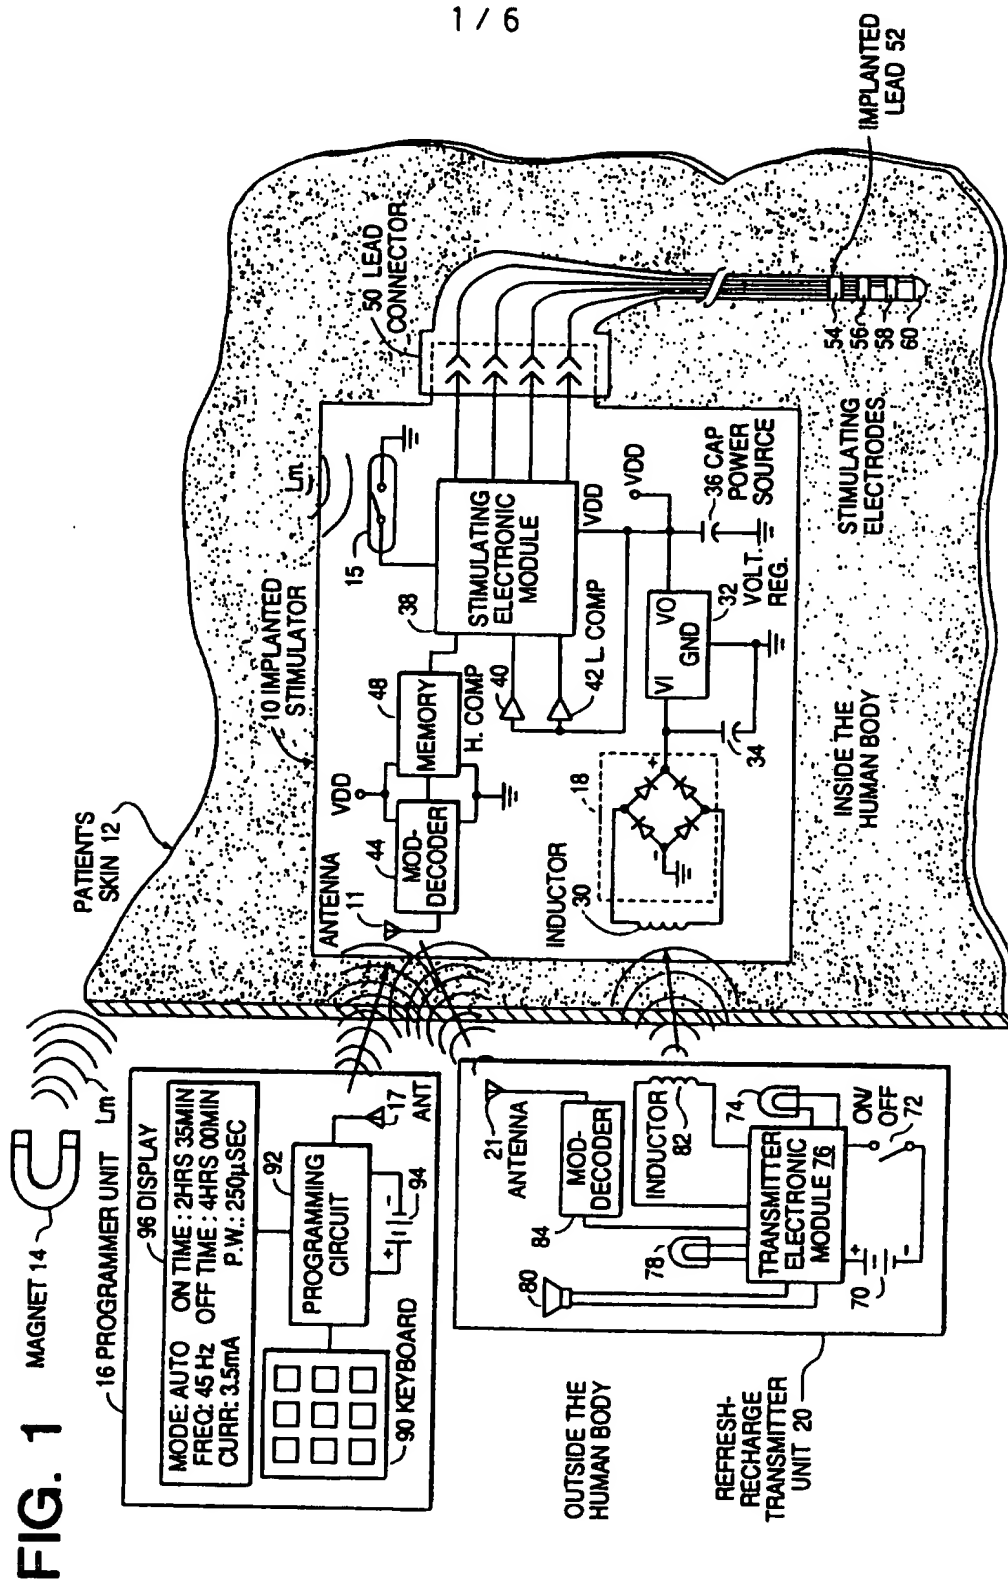 1 / 6
FIG. 1
MAGNET 14
Lm
16 PROGRAMMER UNIT
96 DISPLAY
MODE: AUTO ON TIME : 2HRS 35MIN
FREQ: 45 Hz OFF TIME : 4HRS 00MIN
CURR: 3.5mA P.W.: 250µSEC
92
PROGRAMMING
CIRCUIT
+
-
94
17
ANT
90 KEYBOARD
OUTSIDE THE
HUMAN BODY
REFRESH-
RECHARGE
TRANSMITTER
UNIT 20
21
ANTENNA
MOD-
DECODER
84
80
78
INDUCTOR
82
74
TRANSMITTER
ELECTRONIC
MODULE 76
+
-
70
ON/
OFF
72
PATIENT'S
SKIN 12
10 IMPLANTED
STIMULATOR
ANTENNA
11
44
MOD-
DECODER
VDD
48
MEMORY
H. COMP
40
42 L. COMP
38
STIMULATING
ELECTRONIC
MODULE
VDD
15
Lm
50 LEAD
CONNECTOR
INDUCTOR
30
18
+
-
34
VI
VO
GND
32
VOLT.
REG.
VDD
36 CAP
POWER
SOURCE
INSIDE THE
HUMAN BODY
STIMULATING
ELECTRODES
54
56
58
60
IMPLANTED
LEAD 52